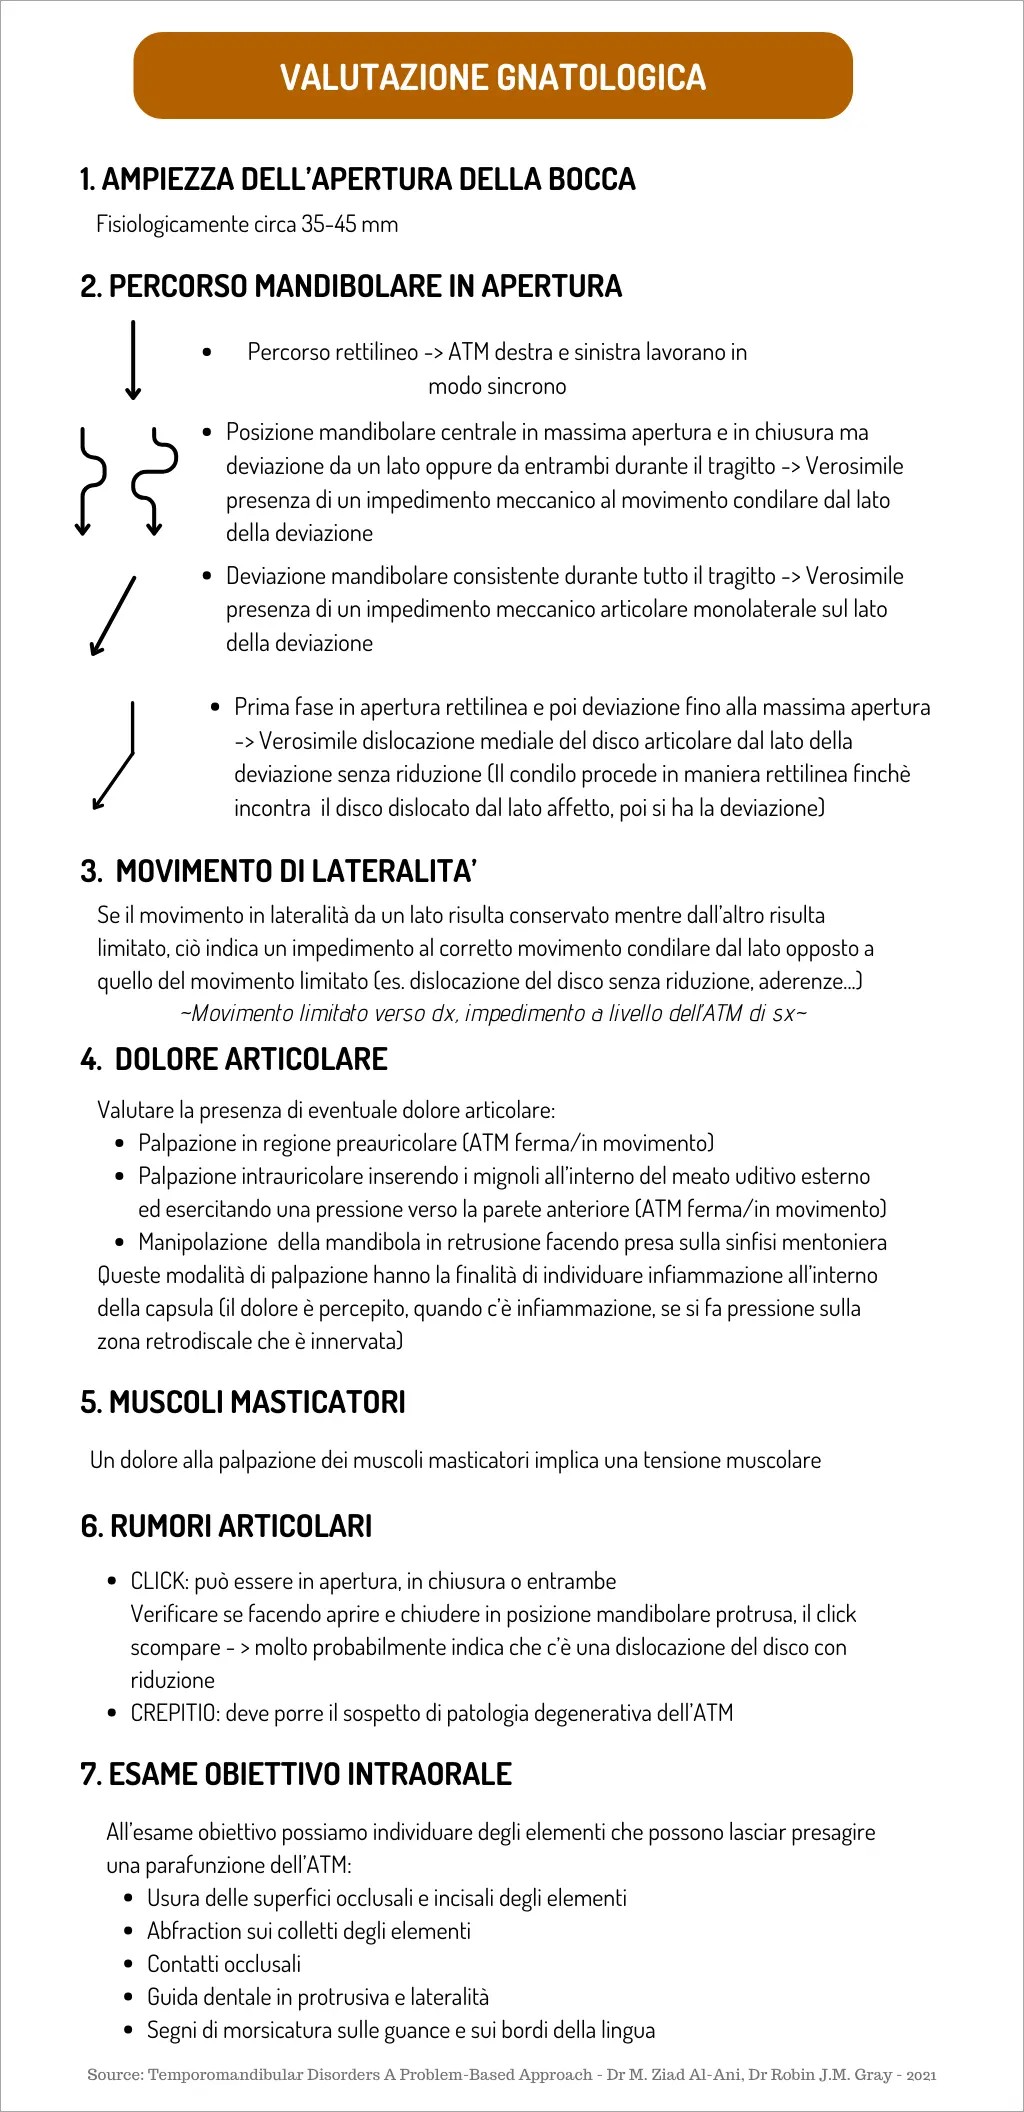 VALUTAZIONE GNATOLOGICA
1. AMPIEZZA DELL'APERTURA DELLA BOCCA
Fisiologicamente circa 35-45 mm
2. PERCORSO MANDIBOLARE IN APERTURA
• Percorso rettilineo -> ATM destra e sinistra lavorano in
modo sincrono
• Posizione mandibolare centrale in massima apertura e in chiusura ma
deviazione da un lato oppure da entrambi durante il tragitto -> Verosimile
presenza di un impedimento meccanico al movimento condilare dal lato
della deviazione
• Deviazione mandibolare consistente durante tutto il tragitto -> Verosimile
presenza di un impedimento meccanico articolare monolaterale sul lato
della deviazione
• Prima fase in apertura rettilinea e poi deviazione fino alla massima apertura
-> Verosimile dislocazione mediale del disco articolare dal lato della
deviazione senza riduzione (Il condilo procede in maniera rettilinea finchè
incontra il disco dislocato dal lato affetto, poi si ha la deviazione)
3. MOVIMENTO DI LATERALITA'
Se il movimento in lateralità da un lato risulta conservato mentre dall'altro risulta
limitato, ciò indica un impedimento al corretto movimento condilare dal lato opposto a
quello del movimento limitato (es. dislocazione del disco senza riduzione, aderenze...)
~Movimento limitato verso dx, impedimento a livello dell'ATM di sx~
4. DOLORE ARTICOLARE
Valutare la presenza di eventuale dolore articolare:
• Palpazione in regione preauricolare (ATM ferma/in movimento)
• Palpazione intrauricolare inserendo i mignoli all'interno del meato uditivo esterno
ed esercitando una pressione verso la parete anteriore (ATM ferma/in movimento)
• Manipolazione della mandibola in retrusione facendo presa sulla sinfisi mentoniera
Queste modalità di palpazione hanno la finalità di individuare infiammazione all'interno
della capsula (il dolore è percepito, quando c'è infiammazione, se si fa pressione sulla
zona retrodiscale che è innervata)
5. MUSCOLI MASTICATORI
Un dolore alla palpazione dei muscoli masticatori implica una tensione muscolare
6. RUMORI ARTICOLARI
• CLICK: può essere in apertura, in chiusura o entrambe
Verificare se facendo aprire e chiudere in posizione mandibolare protrusa, il click
scompare - > molto probabilmente indica che c'è una dislocazione del disco con
riduzione
• CREPITIO: deve porre il sospetto di patologia degenerativa dell'ATM
7. ESAME OBIETTIVO INTRAORALE
All'esame obiettivo possiamo individuare degli elementi che possono lasciar presagire
una parafunzione dell'ATM:
• Usura delle superfici occlusali e incisali degli elementi
• Abfraction sui colletti degli elementi
• Contatti occlusali
• Guida dentale in protrusiva e lateralità
• Segni di morsicatura sulle guance e sui bordi della lingua
Source: Temporomandibular Disorders A Problem-Based Approach - Dr M. Ziad Al-Ani, Dr Robin J.M. Gray - 2021